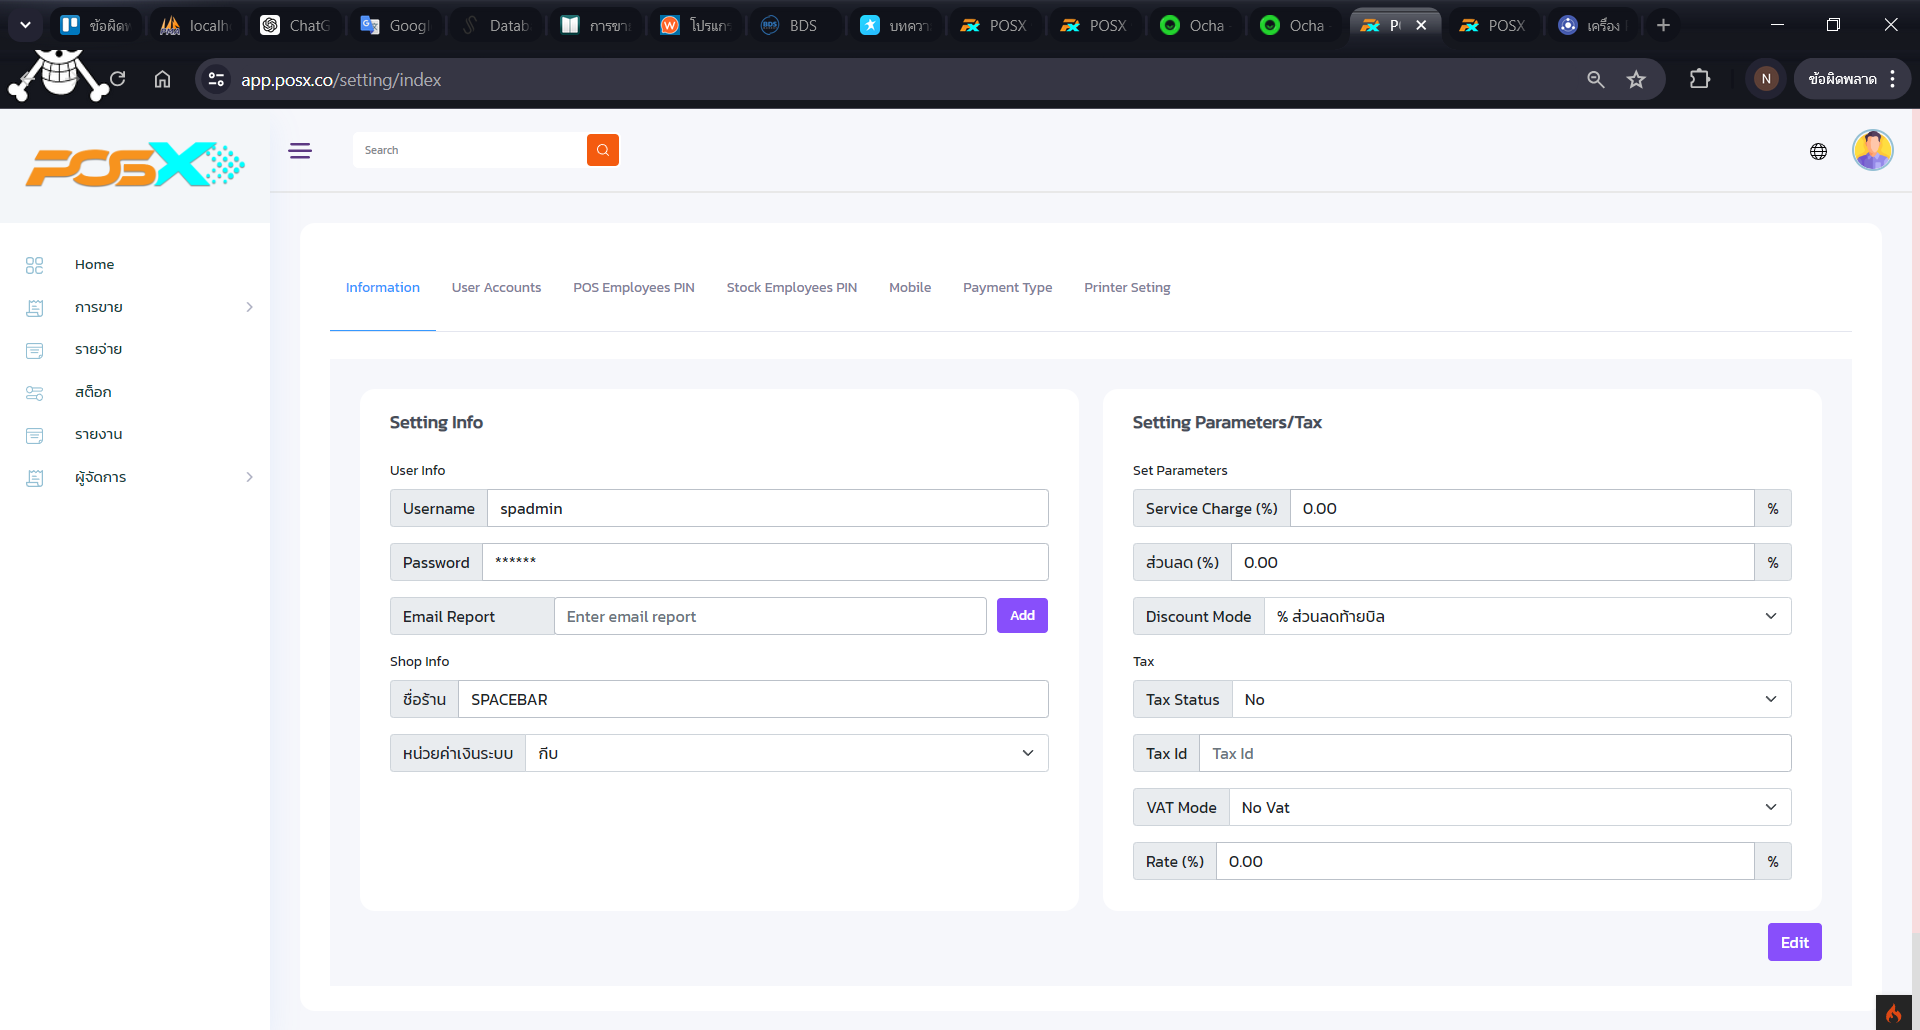 ข้อผิดพ
localh
ChatG
Googl
Datab
การขา
โปรแกร
BDS
บทควา
POSX
POSX
Ocha
Ocha
P
POSX
เครื่อง
app.posx.co/setting/index
N
ข้อผิดพลาด
POSX
Search
Home
การขาย
รายจ่าย
สต็อก
รายงาน
ผู้จัดการ
Information
User Accounts
POS Employees PIN
Stock Employees PIN
Mobile
Payment Type
Printer Seting
Setting Info
User Info
Username spadmin
Password ******
Email Report Enter email report Add
Shop Info
ชื่อร้าน SPACEBAR
หน่วยค่าเงินระบบ กีบ
Setting Parameters/Tax
Set Parameters
Service Charge (%) 0.00 %
ส่วนลด (%) 0.00 %
Discount Mode % ส่วนลดท้ายบิล
Tax
Tax Status No
Tax Id Tax Id
VAT Mode No Vat
Rate (%) 0.00 %
Edit